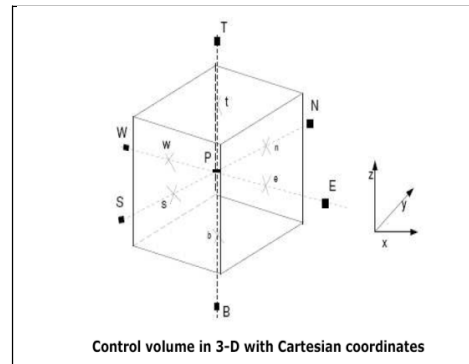 T
t
N
W
w
n
P
e
E
S
s
z
y
x
b
B
Control volume in 3-D with Cartesian coordinates